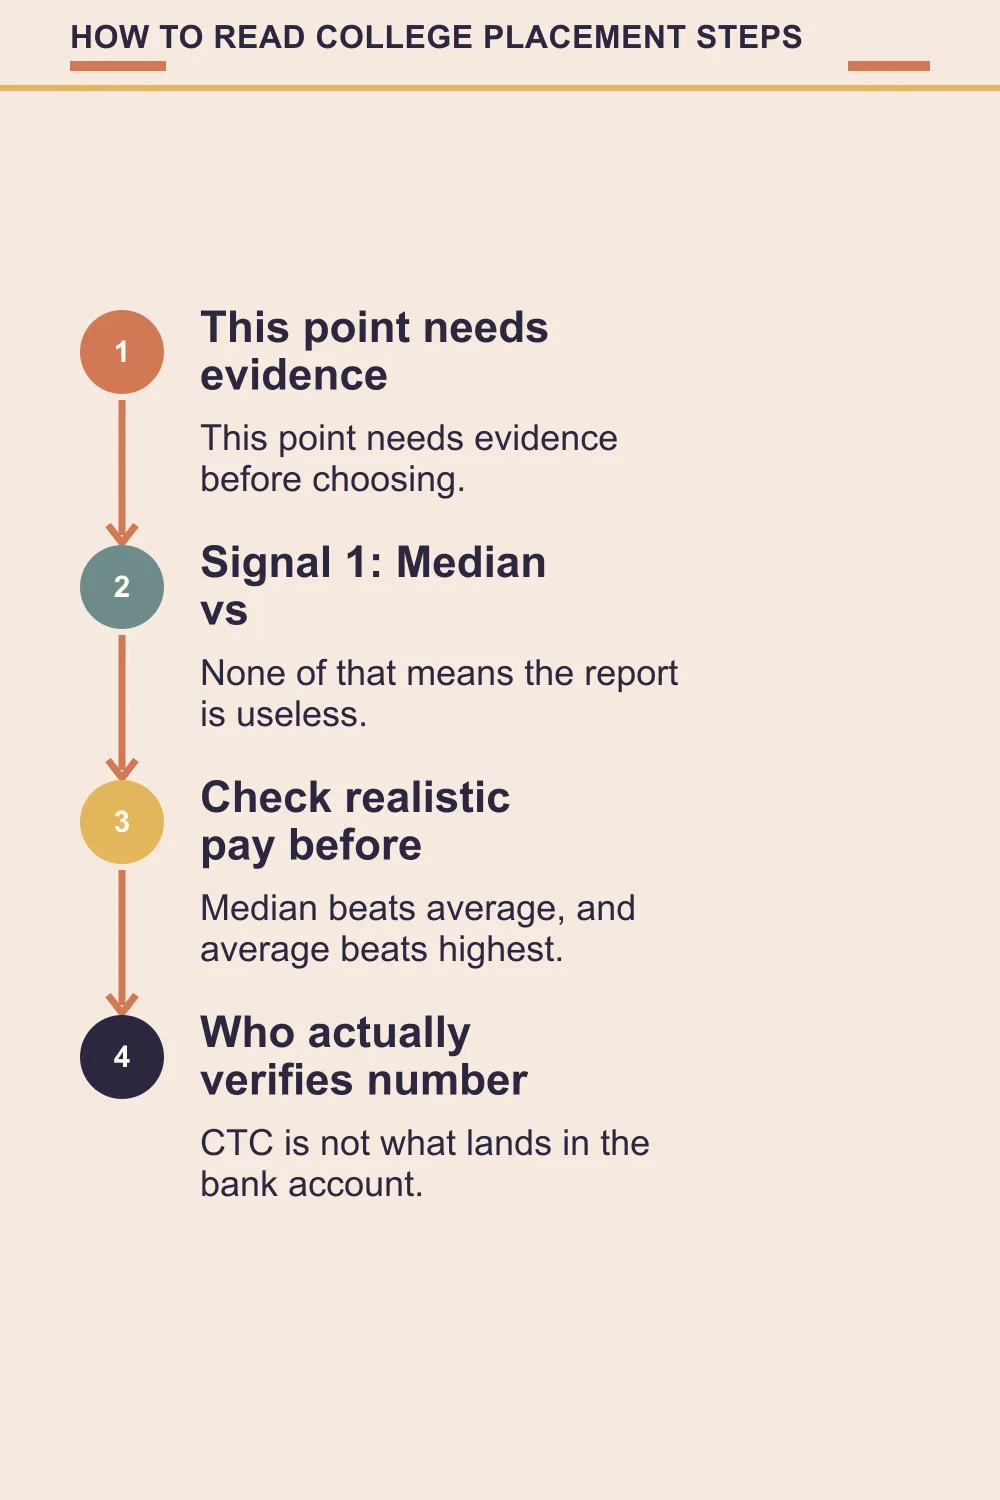 HOW TO READ COLLEGE PLACEMENT STEPS
1
This point needs
evidence
This point needs evidence
before choosing.
2
Signal 1: Median
vs
None of that means the report
is useless.
3
Check realistic
pay before
Median beats average, and
average beats highest.
4
Who actually
verifies number
CTC is not what lands in the
bank account.